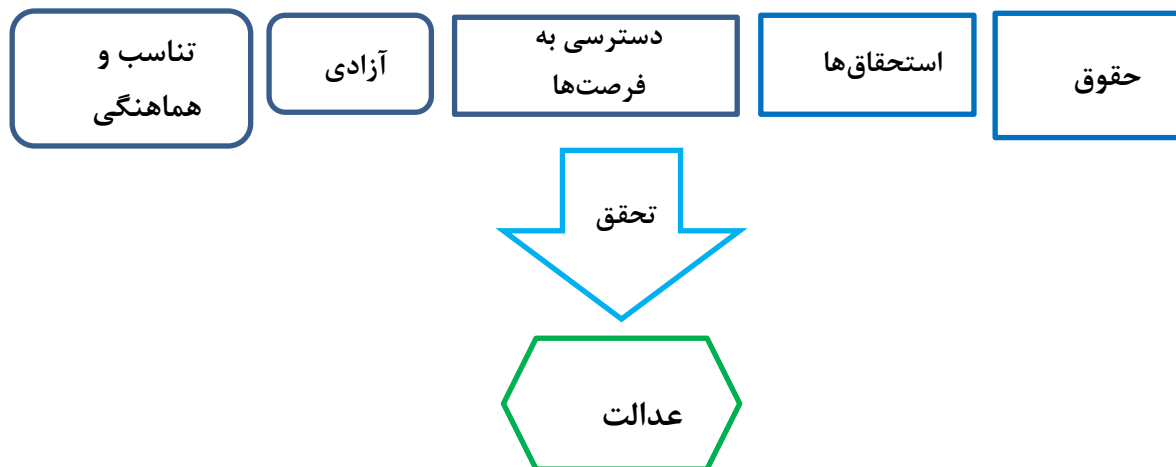 حقوق
استحقاق‌ها
دسترسی به
فرصت‌ها
آزادی
تناسب و
هماهنگی
تحقق
عدالت